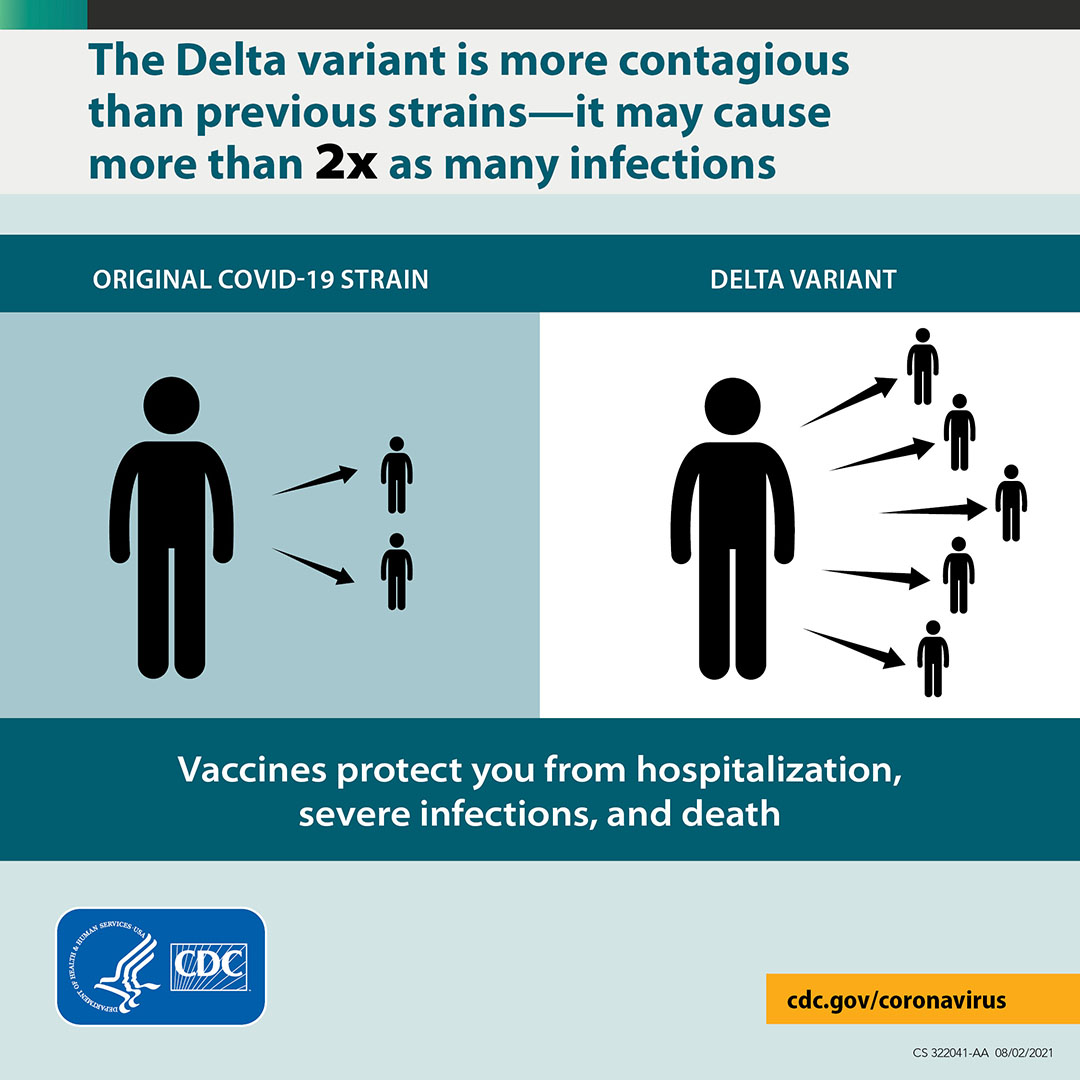 The Delta variant is more contagious
than previous strains—it may cause
more than 2x as many infections
ORIGINAL COVID-19 STRAIN
DELTA VARIANT
Vaccines protect you from hospitalization,
severe infections, and death
DEPARTMENT OF HEALTH & HUMAN SERVICES·USA
CDC
cdc.gov/coronavirus
CS 322041-AA 08/02/2021